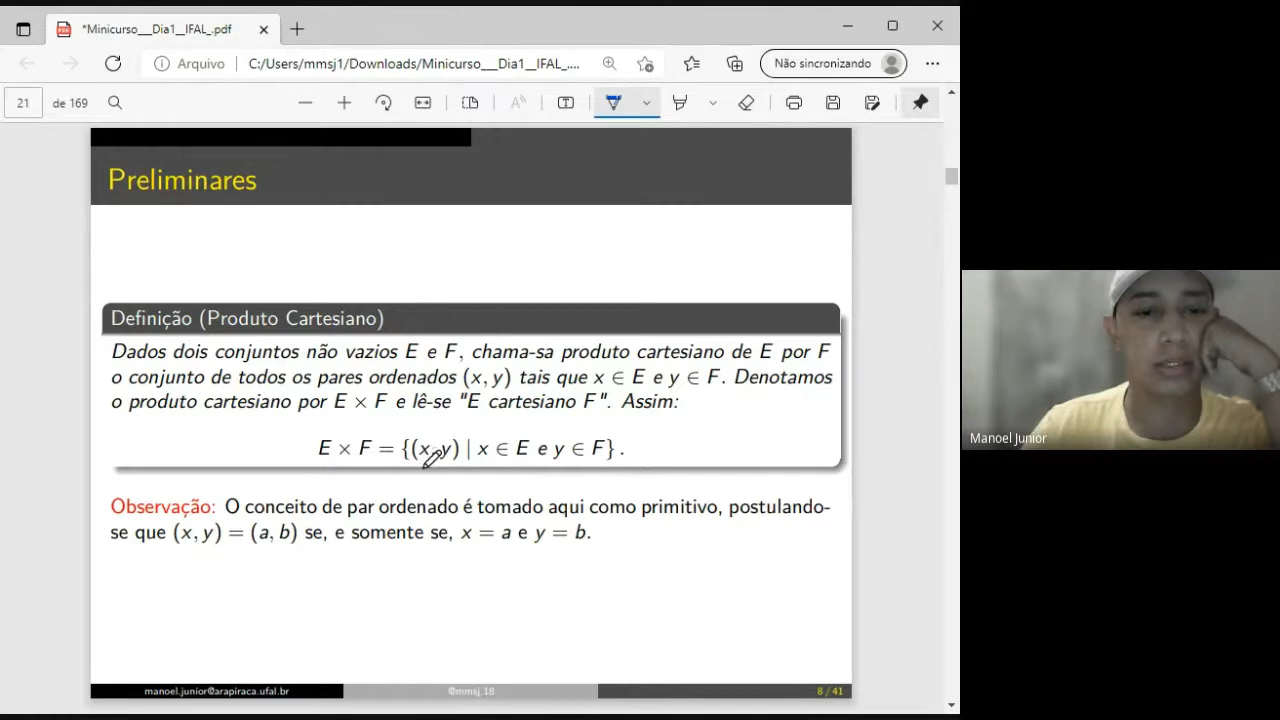 *Minicurso___Dia1__IFAL_.pdf
Arquivo
C:/Users/mmsj1/Downloads/Minicurso___Dia1__IFAL_....
Não sincronizando
21
de 169
Preliminares
Definição (Produto Cartesiano)
Dados dois conjuntos não vazios E e F, chama-sa produto cartesiano de E por F
o conjunto de todos os pares ordenados (x, y) tais que x ∈ E e y ∈ F. Denotamos
o produto cartesiano por E × F e lê-se "E cartesiano F". Assim:
E × F = {(x, y) | x ∈ E e y ∈ F} .
Observação: O conceito de par ordenado é tomado aqui como primitivo, postulando-
se que (x, y) = (a, b) se, e somente se, x = a e y = b.
manoel.junior@arapiraca.ufal.br
@mmsj.18
8 / 41
Manoel Junior